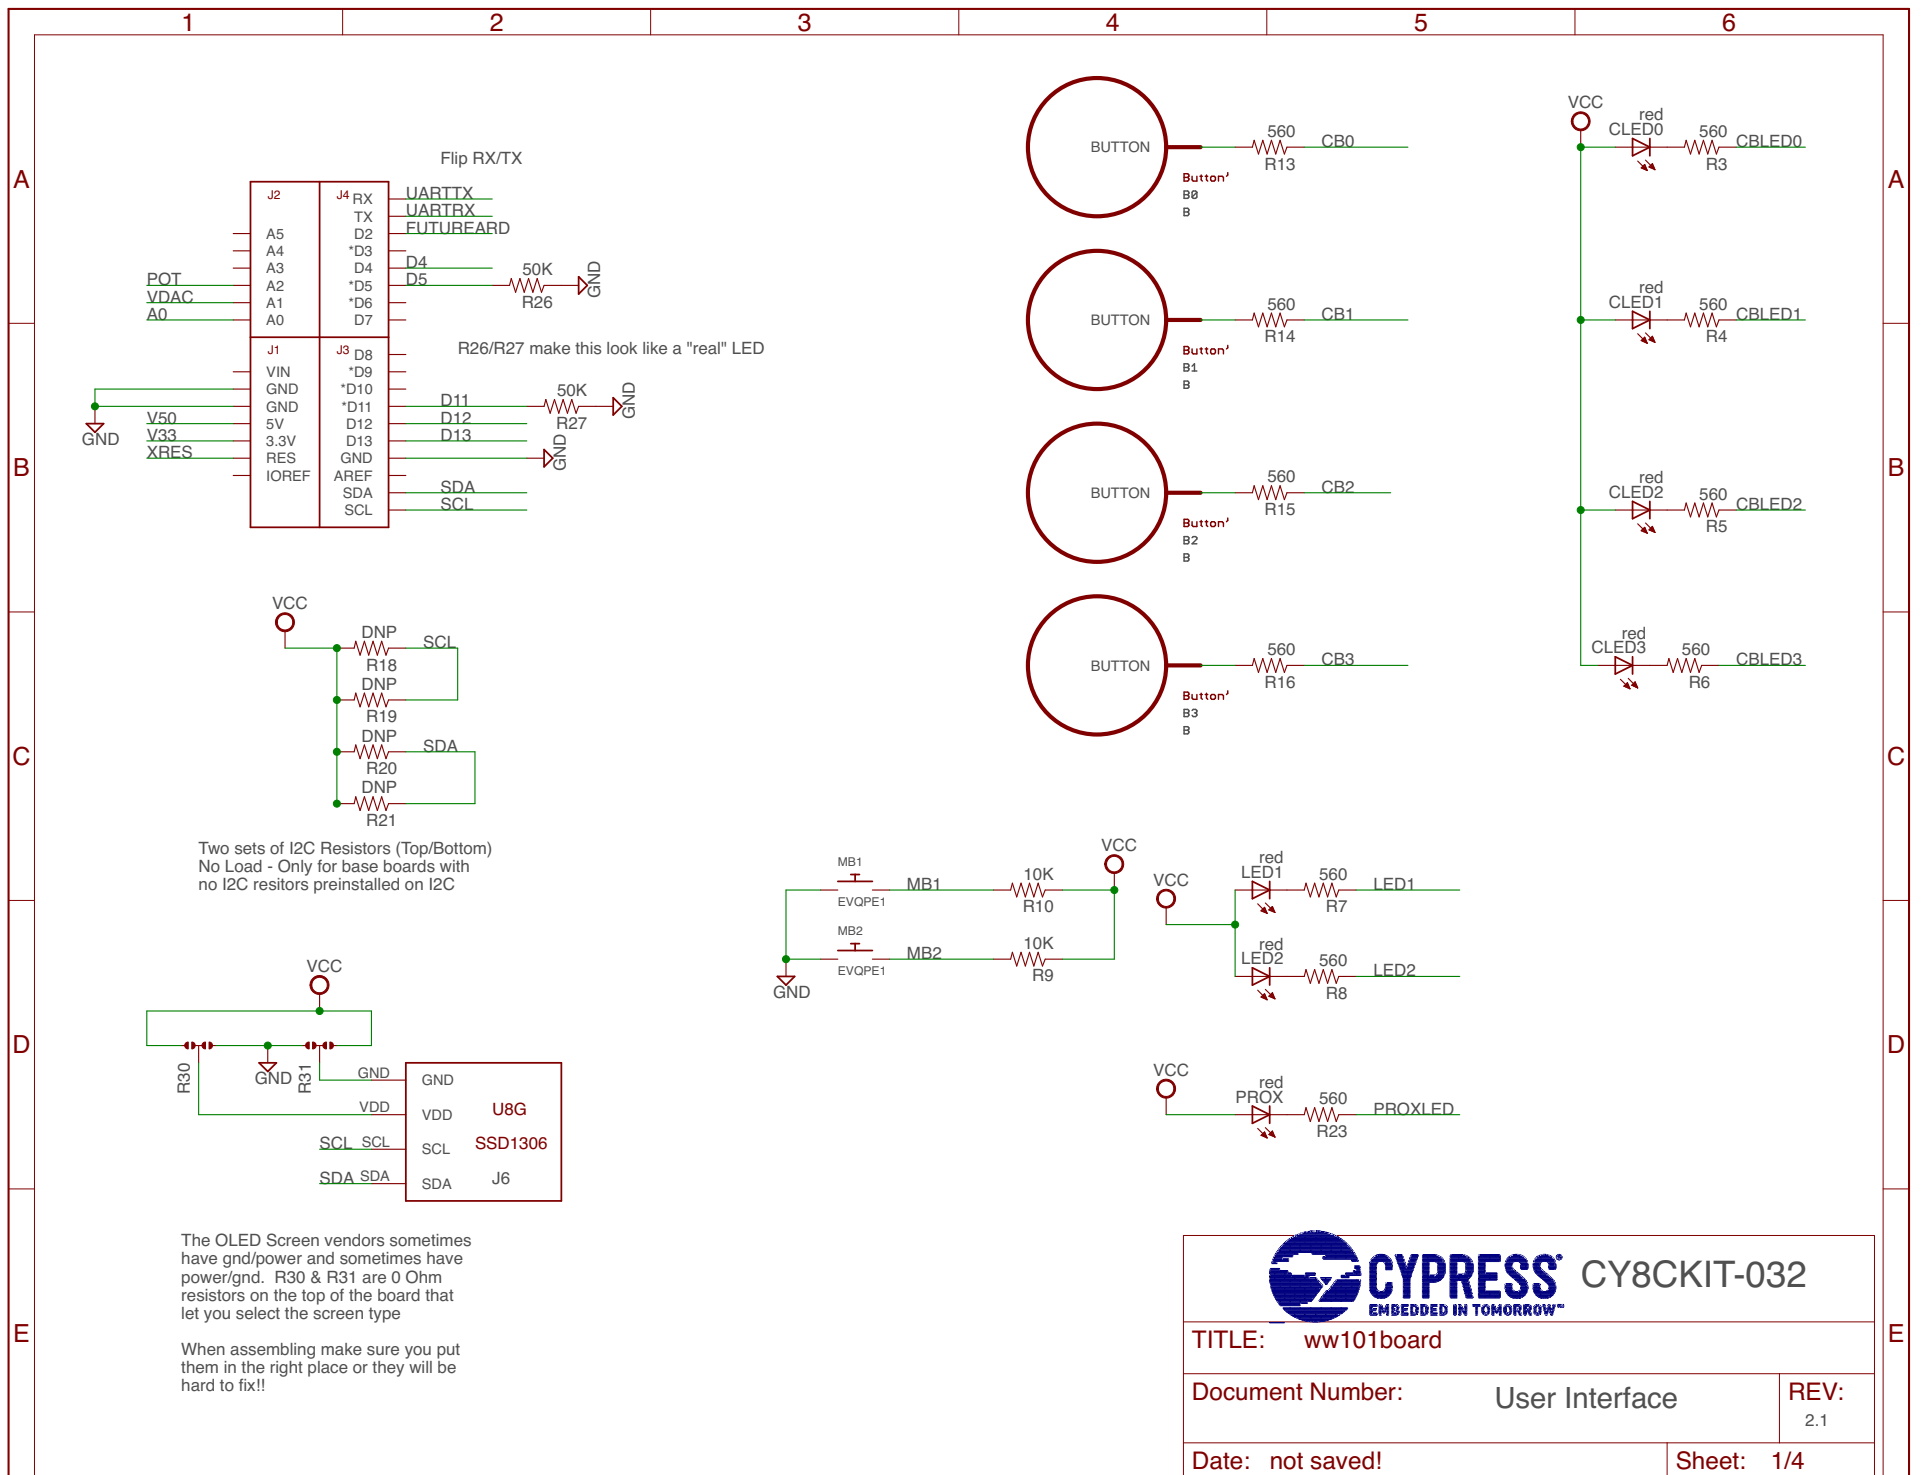 1 2 3 4 5 6
A A
B B
C C
D D
E E
Flip RX/TX
J2
A5
A4
A3
POT A2
VDAC A1
A0 A0
J4
RX UARTTX
TX UARTRX
D2 FUTUREARD
*D3
D4 D4
*D5 D5
*D6
D7
50K
R26
GND
J1
VIN
GND
GND
GND
V50 5V
V33 3.3V
XRES RES
IOREF
J3
D8
*D9
*D10
*D11 D11
D12 D12
D13 D13
GND
AREF
SDA SDA
SCL SCL
R26/R27 make this look like a "real" LED
50K
R27
GND
GND
VCC
DNP
R18
SCL
DNP
R19
DNP
R20
SDA
DNP
R21
Two sets of I2C Resistors (Top/Bottom)
No Load - Only for base boards with
no I2C resitors preinstalled on I2C
VCC
R30
GND
R31
GND GND
VDD VDD
SCL SCL SCL
SDA SDA SDA
U8G
SSD1306
J6
The OLED Screen vendors sometimes
have gnd/power and sometimes have
power/gnd. R30 & R31 are 0 Ohm
resistors on the top of the board that
let you select the screen type
When assembling make sure you put
them in the right place or they will be
hard to fix!!
BUTTON
Button'
B0
B
560
R13
CB0
BUTTON
Button'
B1
B
560
R14
CB1
BUTTON
Button'
B2
B
560
R15
CB2
BUTTON
Button'
B3
B
560
R16
CB3
VCC
red
CLED0
560
R3
CBLED0
red
CLED1
560
R4
CBLED1
red
CLED2
560
R5
CBLED2
red
CLED3
560
R6
CBLED3
MB1
EVQPE1
MB1
10K
R10
VCC
MB2
EVQPE1
MB2
10K
R9
GND
VCC
red
LED1
560
R7
LED1
red
LED2
560
R8
LED2
VCC
red
PROX
560
R23
PROXLED
CYPRESS®
EMBEDDED IN TOMORROW™
CY8CKIT-032
TITLE: ww101board
Document Number: User Interface
REV:
2.1
Date: not saved!
Sheet: 1/4